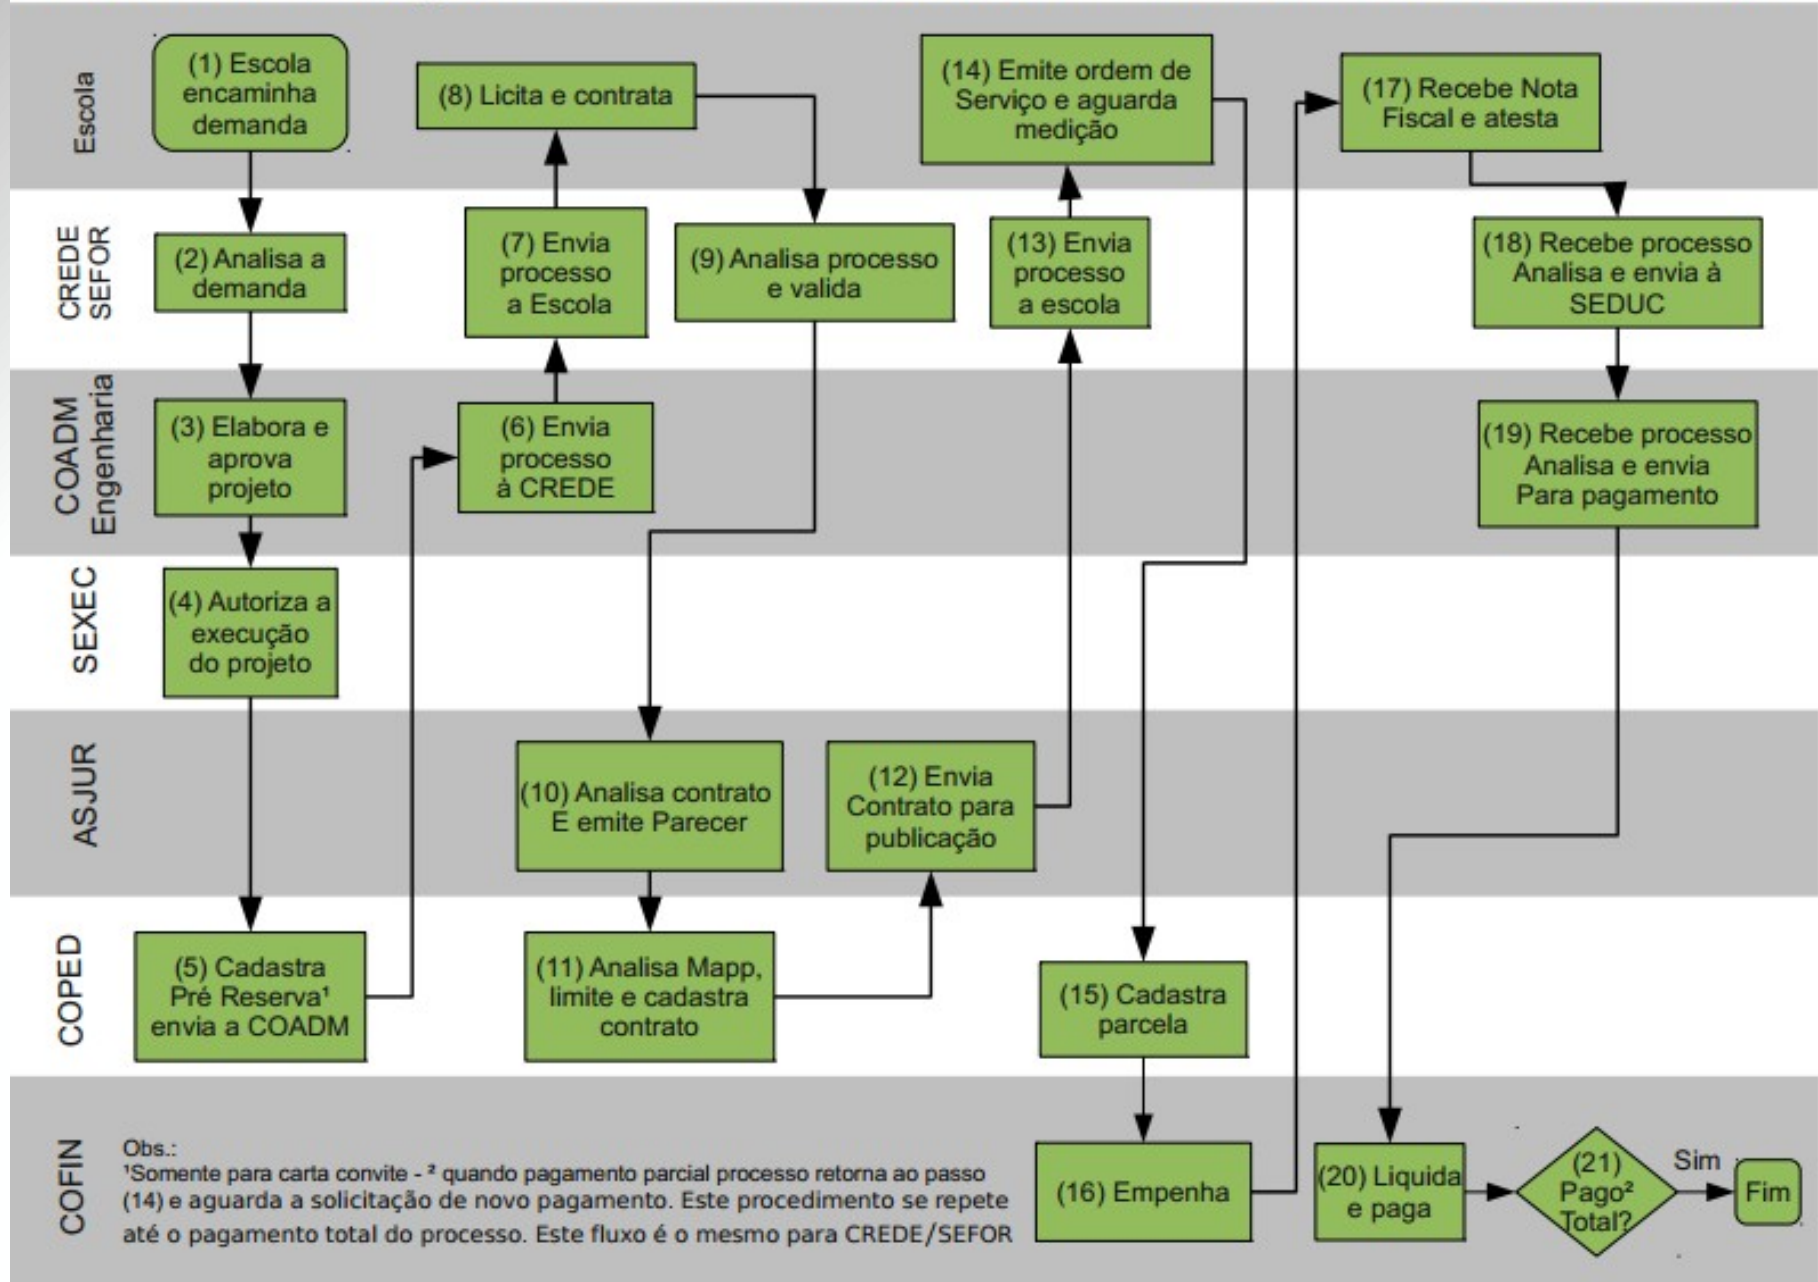 Escola
(1) Escola
encaminha
demanda
(8) Licita e contrata
(14) Emite ordem de
Serviço e aguarda
medição
(17) Recebe Nota
Fiscal e atesta
CREDE
SEFOR
(2) Analisa a
demanda
(7) Envia
processo
a Escola
(9) Analisa processo
e valida
(13) Envia
processo
a escola
(18) Recebe processo
Analisa e envia à
SEDUC
COADM
Engenharia
(3) Elabora e
aprova
projeto
(6) Envia
processo
à CREDE
(19) Recebe processo
Analisa e envia
Para pagamento
SEXEC
(4) Autoriza a
execução
do projeto
ASJUR
(10) Analisa contrato
E emite Parecer
(12) Envia
Contrato para
publicação
COPED
(5) Cadastra
Pré Reserva¹
envia a COADM
(11) Analisa Mapp,
limite e cadastra
contrato
(15) Cadastra
parcela
COFIN
Obs.:
¹Somente para carta convite - ² quando pagamento parcial processo retorna ao passo
(14) e aguarda a solicitação de novo pagamento. Este procedimento se repete
até o pagamento total do processo. Este fluxo é o mesmo para CREDE/SEFOR
(16) Empenha
(20) Liquida
e paga
(21)
Pago²
Total?
Sim
Fim